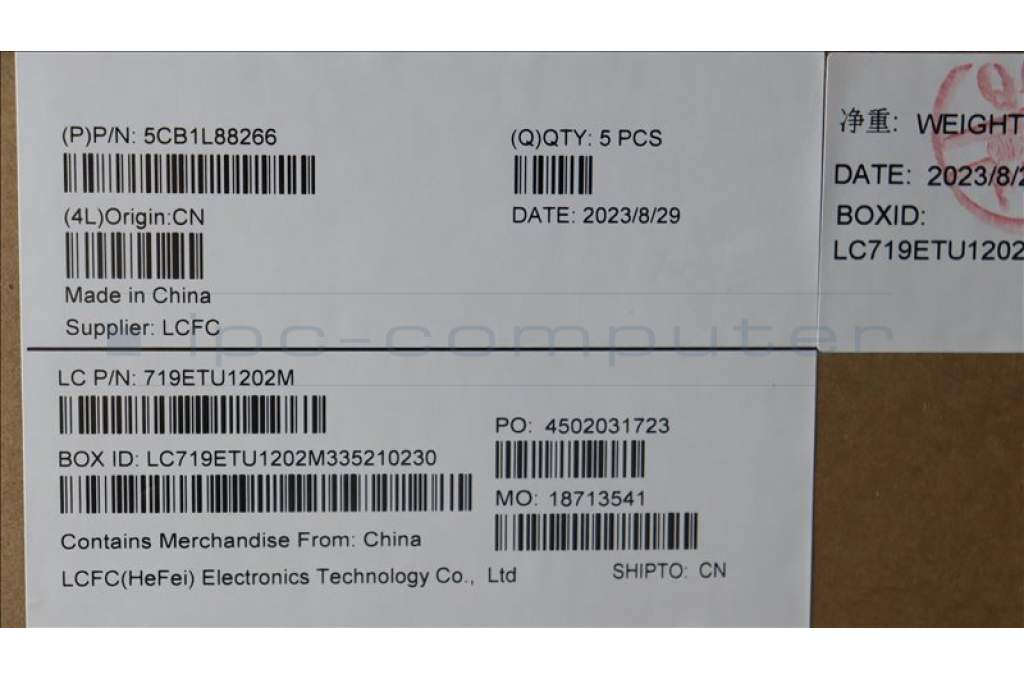 (P)P/N: 5CB1L88266
(Q)QTY: 5 PCS
(4L)Origin:CN
DATE: 2023/8/29
Made in China
Supplier: LCFC
净重: WEIGHT
DATE: 2023/8/2
BOXID:
LC719ETU1202
ipc-computer
LC P/N: 719ETU1202M
PO: 4502031723
BOX ID: LC719ETU1202M335210230
MO: 18713541
Contains Merchandise From: China
LCFC(HeFei) Electronics Technology Co., Ltd
SHIPTO: CN